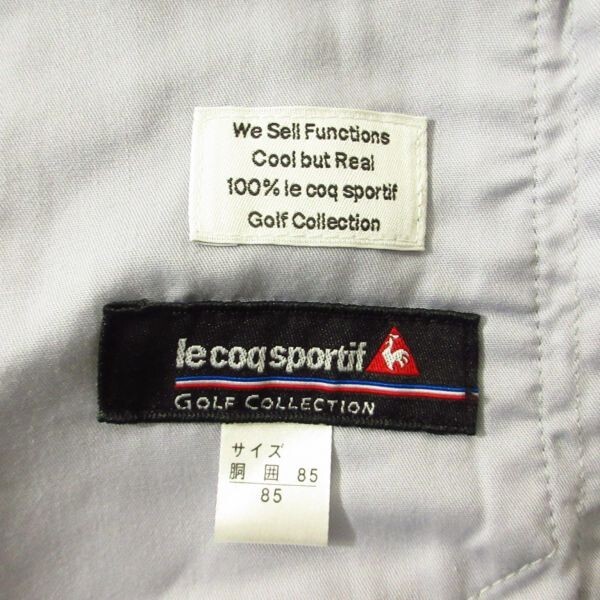 We Sell Functions
Cool but Real
100% le coq sportif
Golf Collection
le coq sportif
GOLF COLLECTION
サイズ
胴囲 85
85